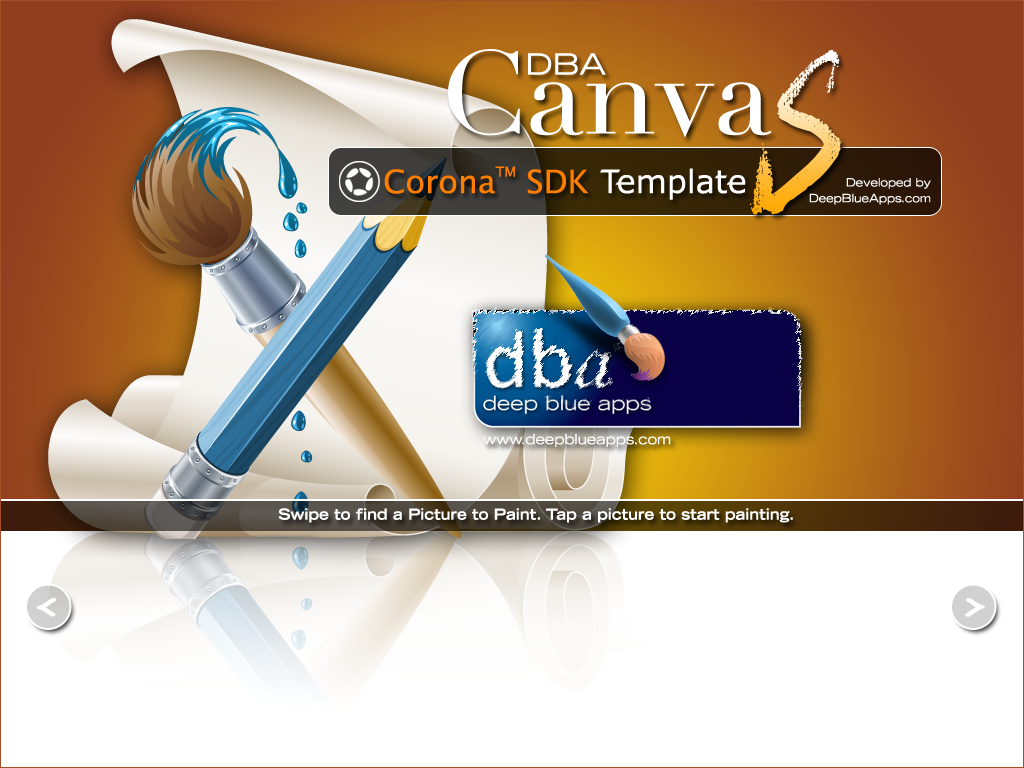 DBA
CanvaS
Corona™ SDK Template
Developed by
DeepBlueApps.com
dba
deep blue apps
www.deepblueapps.com
Swipe to find a Picture to Paint. Tap a picture to start painting.